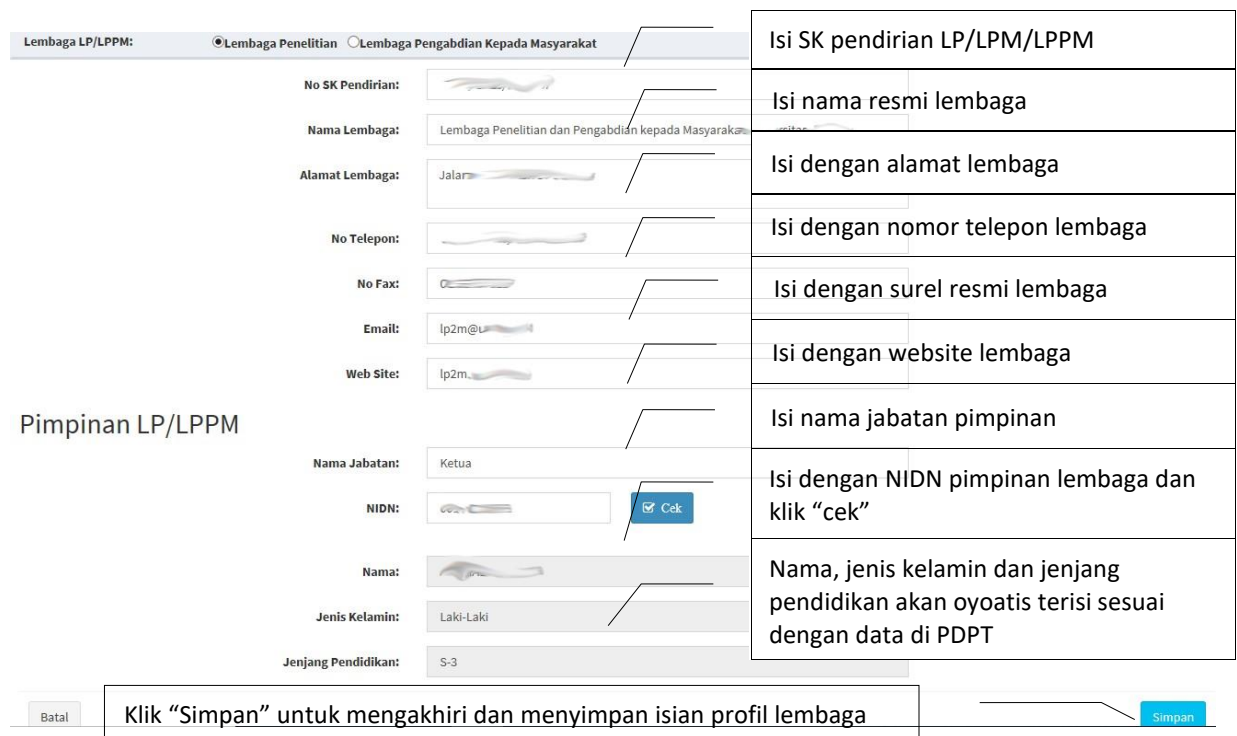 Lembaga LP/LPPM: Lembaga Penelitian Lembaga Pengabdian Kepada Masyarakat
Isi SK pendirian LP/LPM/LPPM
No SK Pendirian:
Isi nama resmi lembaga
Nama Lembaga: Lembaga Penelitian dan Pengabdian kepada
Isi dengan alamat lembaga
Alamat Lembaga:
Isi dengan nomor telepon lembaga
No Telepon:
No Fax:
Isi dengan surel resmi lembaga
Email: lp2m@
Isi dengan website lembaga
Web Site: lp2m.
Pimpinan LP/LPPM
Isi nama jabatan pimpinan
Nama Jabatan: Ketua
Isi dengan NIDN pimpinan lembaga dan
klik “cek”
NIDN: Cek
Nama:
Nama, jenis kelamin dan jenjang
pendidikan akan oyoatis terisi sesuai
dengan data di PDPT
Jenis Kelamin: Laki-Laki
Jenjang Pendidikan: S-3
Batal
Klik “Simpan” untuk mengakhiri dan menyimpan isian profil lembaga
Simpan